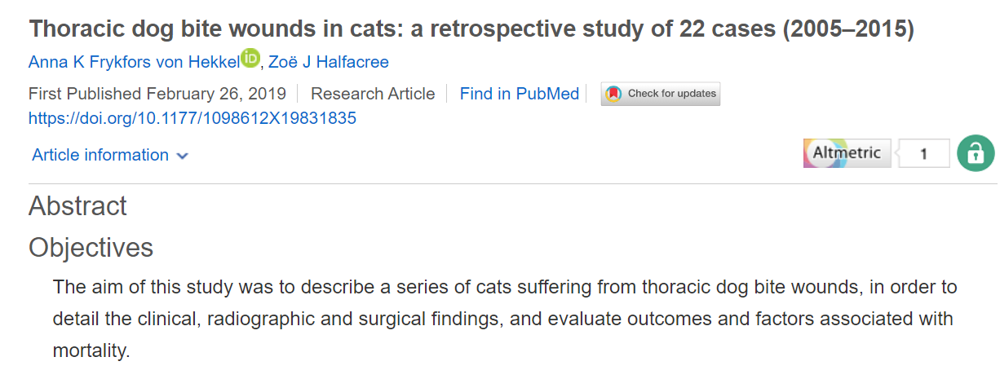 Thoracic dog bite wounds in cats: a retrospective study of 22 cases (2005–2015)
Anna K Frykfors von Hekkel iD, Zoë J Halfacree
First Published February 26, 2019 Research Article Find in PubMed Check for updates
https://doi.org/10.1177/1098612X19831835
Article information
Altmetric 1
Abstract
Objectives
The aim of this study was to describe a series of cats suffering from thoracic dog bite wounds, in order to
detail the clinical, radiographic and surgical findings, and evaluate outcomes and factors associated with
mortality.